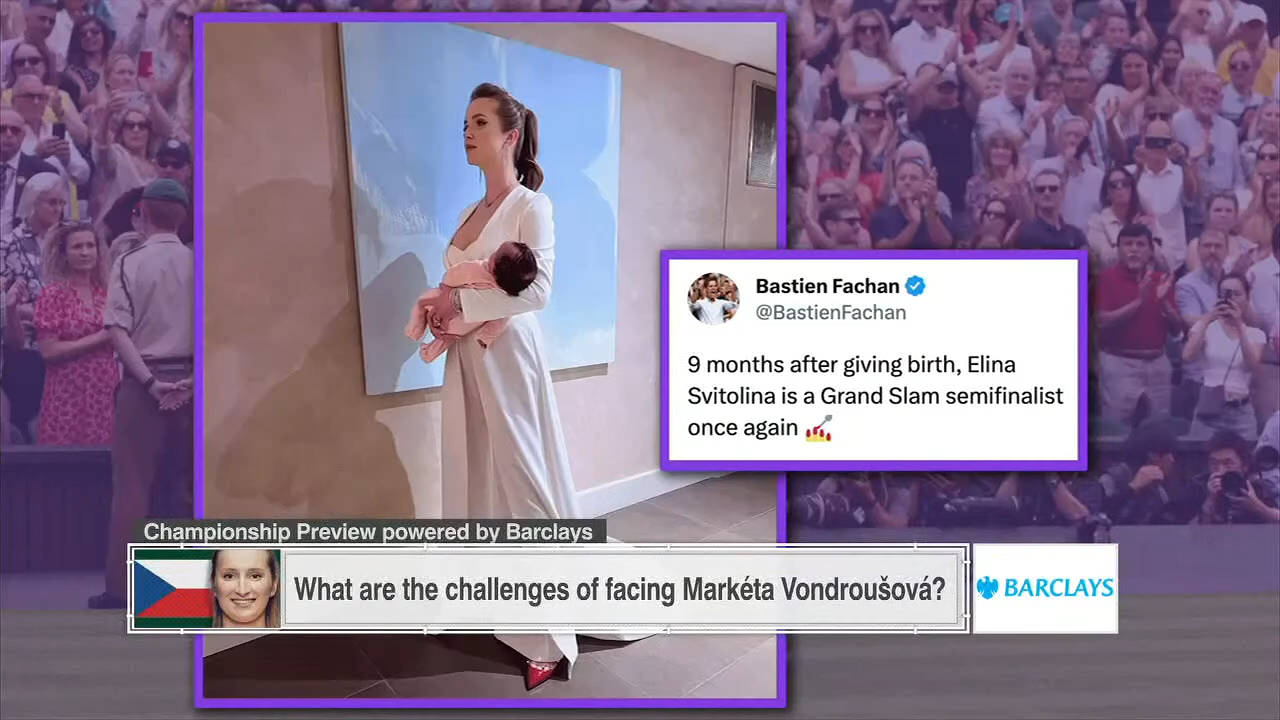 Bastien Fachan
@BastienFachan
9 months after giving birth, Elina
Svitolina is a Grand Slam semifinalist
once again
Championship Preview powered by Barclays
What are the challenges of facing Markéta Vondroušová?
BARCLAYS